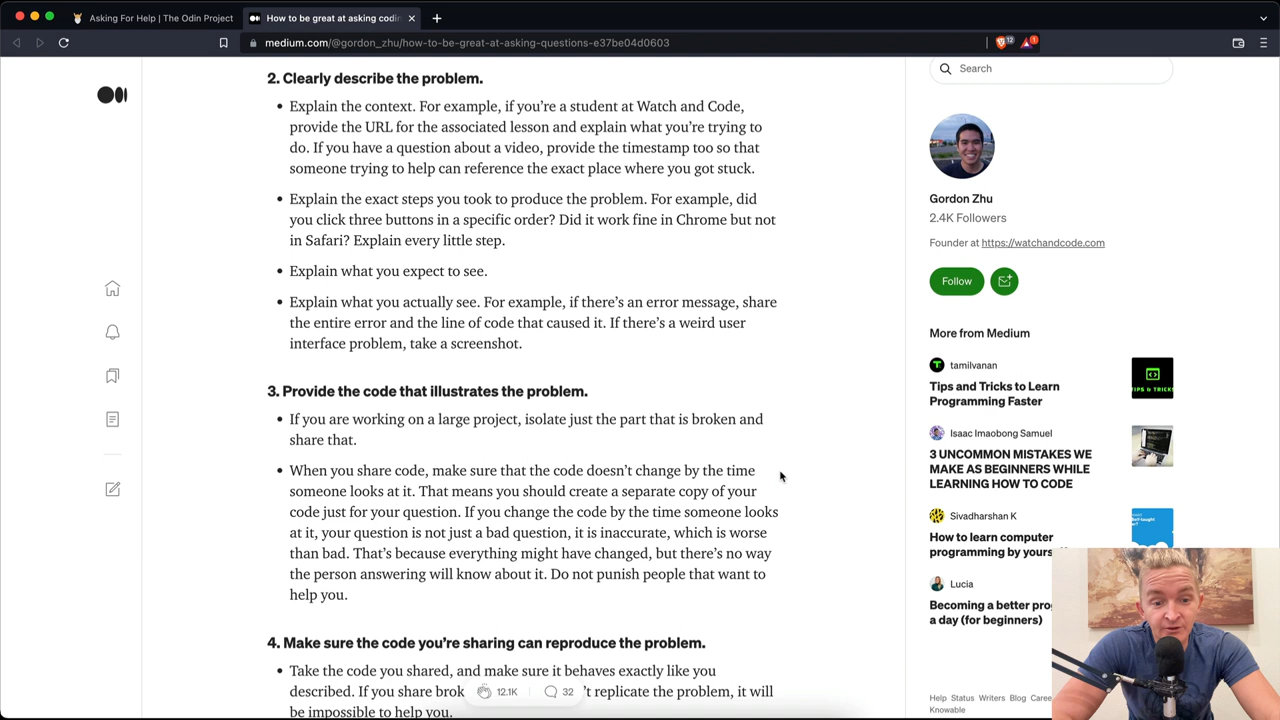 Asking For Help | The Odin Project
How to be great at asking codin
medium.com/@gordon_zhu/how-to-be-great-at-asking-questions-e37be04d0603
12
1
2. Clearly describe the problem.
Explain the context. For example, if you're a student at Watch and Code,
provide the URL for the associated lesson and explain what you're trying to
do. If you have a question about a video, provide the timestamp too so that
someone trying to help can reference the exact place where you got stuck.
Explain the exact steps you took to produce the problem. For example, did
you click three buttons in a specific order? Did it work fine in Chrome but not
in Safari? Explain every little step.
Explain what you expect to see.
Explain what you actually see. For example, if there's an error message, share
the entire error and the line of code that caused it. If there's a weird user
interface problem, take a screenshot.
3. Provide the code that illustrates the problem.
If you are working on a large project, isolate just the part that is broken and
share that.
When you share code, make sure that the code doesn't change by the time
someone looks at it. That means you should create a separate copy of your
code just for your question. If you change the code by the time someone looks
at it, your question is not just a bad question, it is inaccurate, which is worse
than bad. That's because everything might have changed, but there's no way
the person answering will know about it. Do not punish people that want to
help you.
4. Make sure the code you're sharing can reproduce the problem.
Take the code you shared, and make sure it behaves exactly like you
described. If you share brok 't replicate the problem, it will
12.1K 32
be impossible to help you.
Search
Gordon Zhu
2.4K Followers
Founder at https://watchandcode.com
Follow
More from Medium
tamilvanan
Tips and Tricks to Learn
Programming Faster
TIPS & TRICKS
Isaac Imaobong Samuel
3 UNCOMMON MISTAKES WE
MAKE AS BEGINNERS WHILE
LEARNING HOW TO CODE
Sivadharshan K
How to learn computer
programming by yours
Lucia
Becoming a better pro
a day (for beginners)
Help Status Writers Blog Caree
Knowable